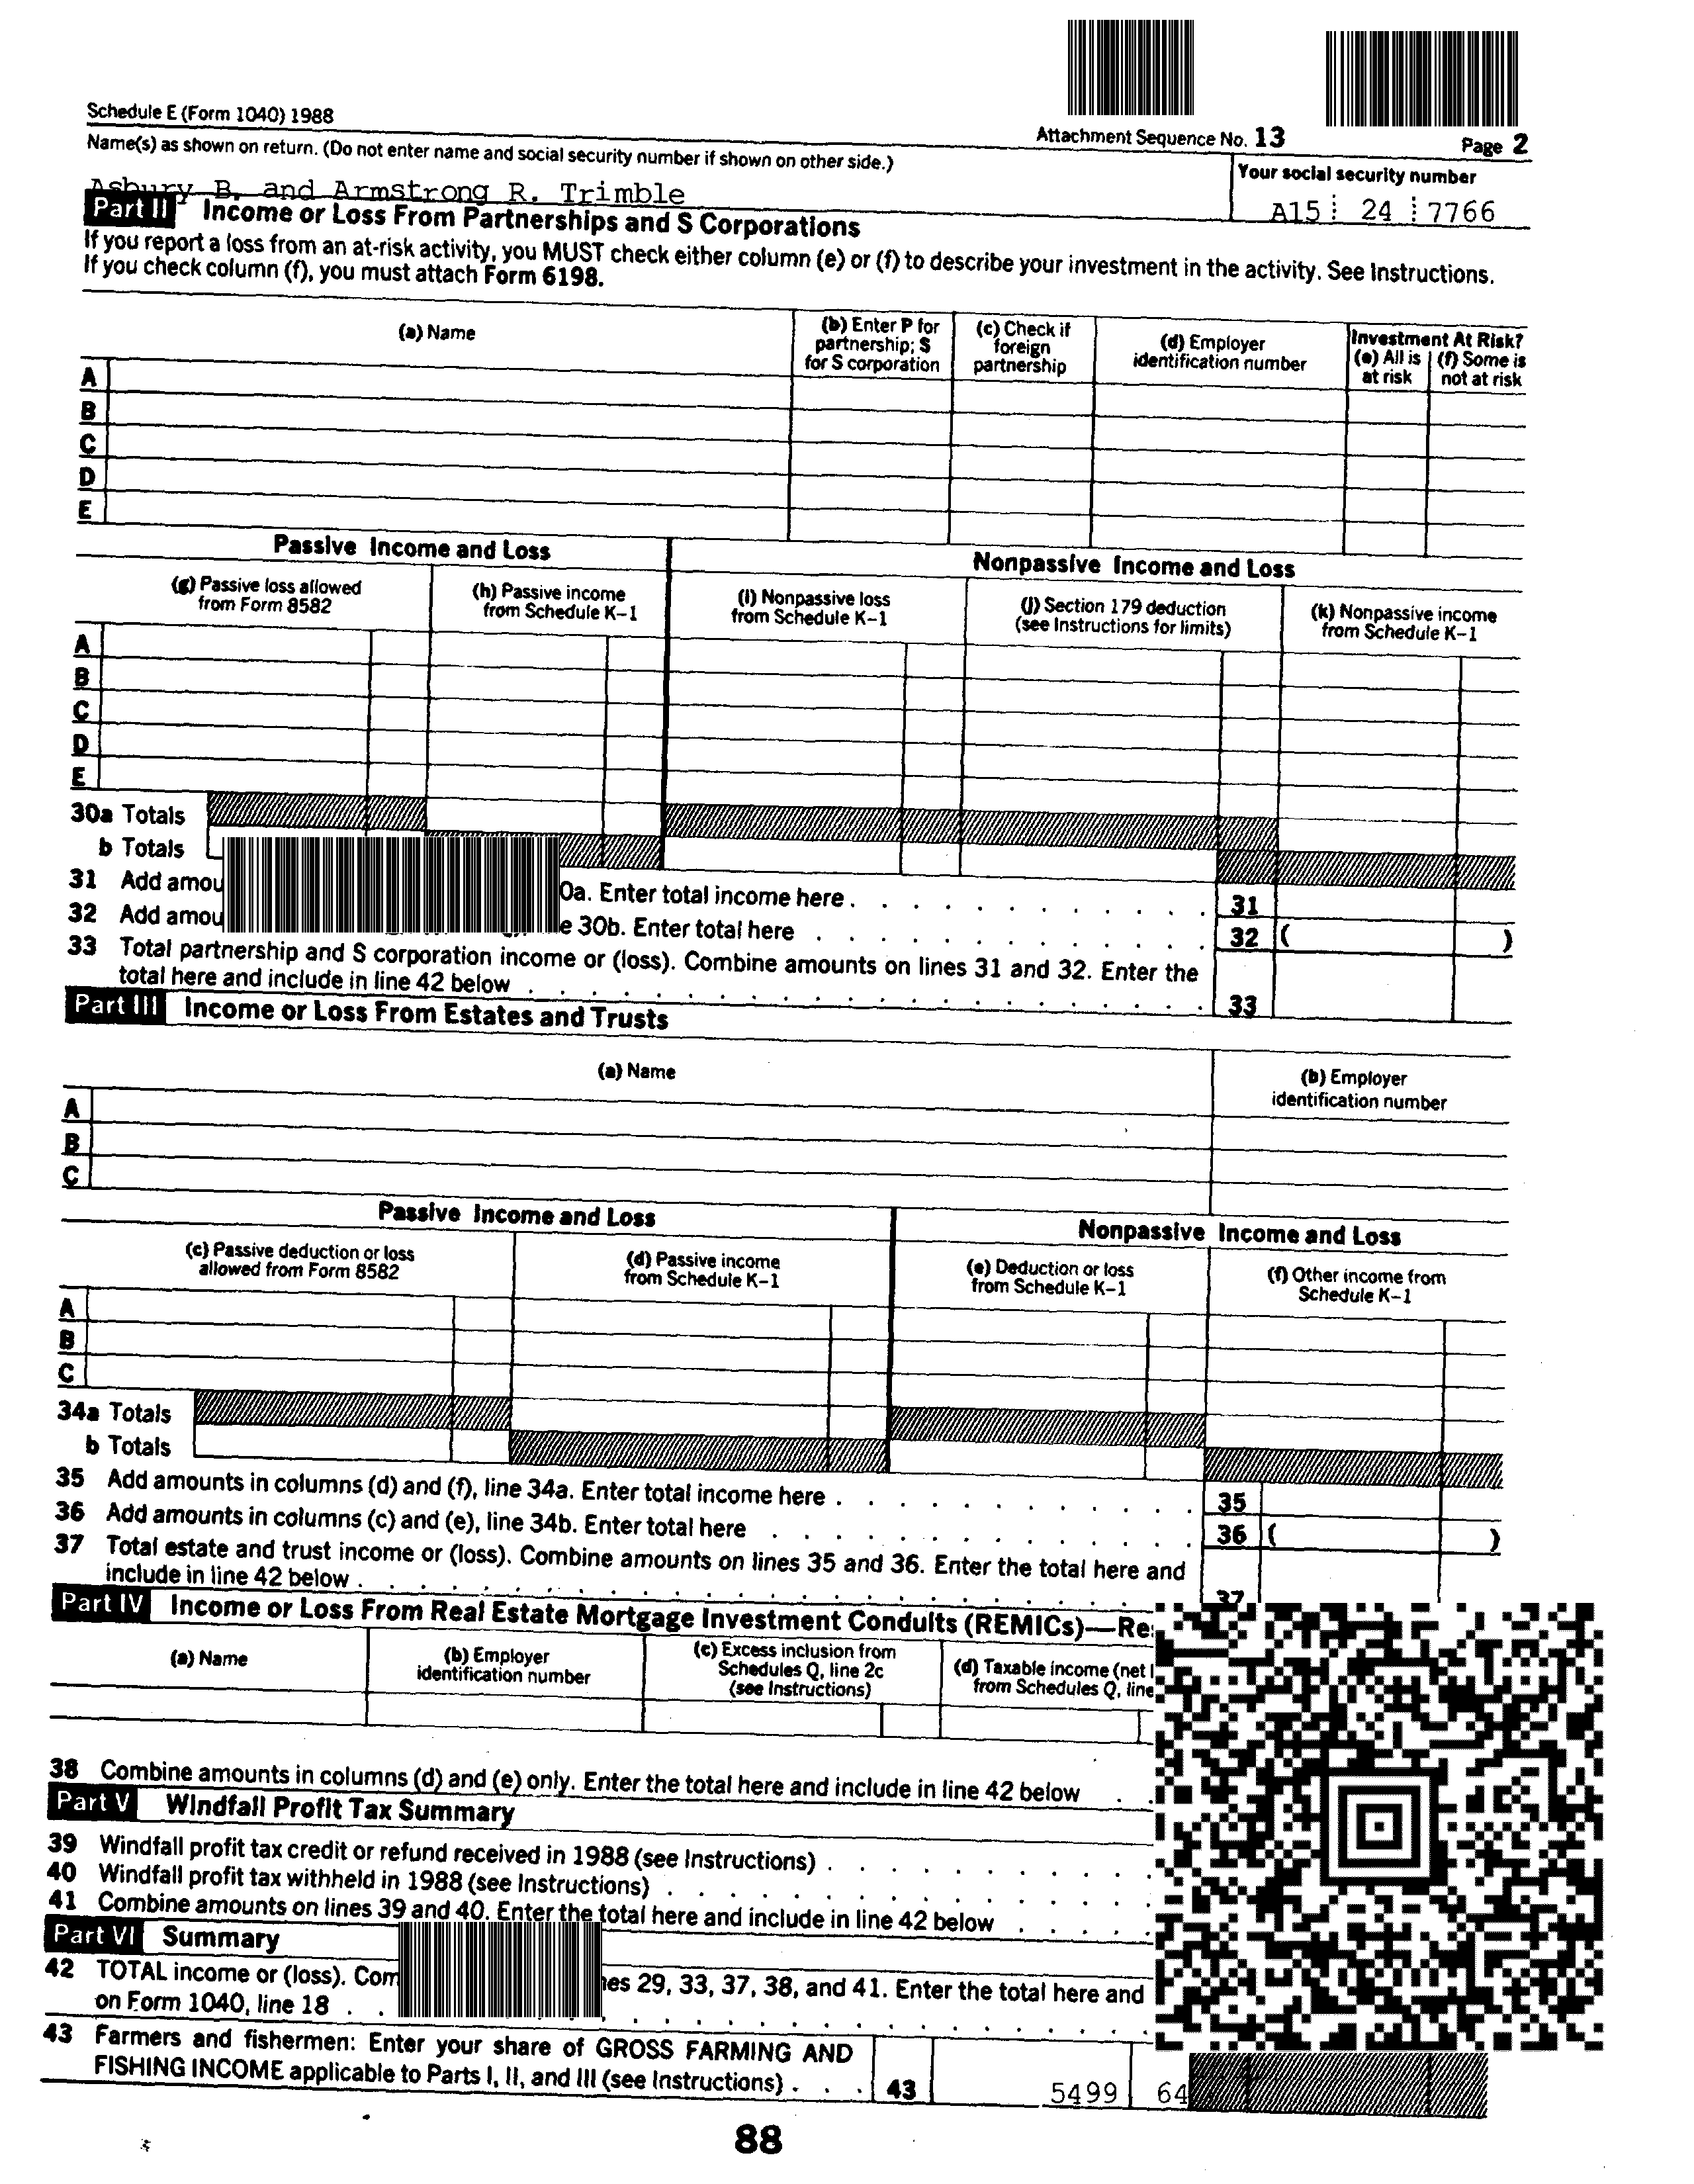 Schedule E (Form 1040) 1988
Attachment Sequence No. 13
Page 2
Name(s) as shown on return. (Do not enter name and social security number if shown on other side.)
Your social security number
Asbury B. and Armstrong R. Trimble
A15 24 7766
Part II Income or Loss From Partnerships and S Corporations
If you report a loss from an at-risk activity, you MUST check either column (e) or (f) to describe your investment in the activity. See Instructions.
If you check column (f), you must attach Form 6198.
(a) Name
(b) Enter P for partnership; S for S corporation
(c) Check if foreign partnership
(d) Employer identification number
Investment At Risk?
(e) All is at risk
(f) Some is not at risk
A
B
C
D
E
Passive Income and Loss
Nonpassive Income and Loss
(g) Passive loss allowed from Form 8582
(h) Passive income from Schedule K–1
(i) Nonpassive loss from Schedule K–1
(j) Section 179 deduction (see Instructions for limits)
(k) Nonpassive income from Schedule K–1
A
B
C
D
E
30a Totals
b Totals
31 Add amou 0a. Enter total income here . . . . . . . . . . . 31
32 Add amou e 30b. Enter total here . . . . . . . . . . . . 32 ( )
33 Total partnership and S corporation income or (loss). Combine amounts on lines 31 and 32. Enter the
total here and include in line 42 below . . . . . . . . . . . . . . . . . . . . . . 33
Part III Income or Loss From Estates and Trusts
(a) Name
(b) Employer identification number
A
B
C
Passive Income and Loss
Nonpassive Income and Loss
(c) Passive deduction or loss allowed from Form 8582
(d) Passive income from Schedule K–1
(e) Deduction or loss from Schedule K–1
(f) Other income from Schedule K–1
A
B
C
34a Totals
b Totals
35 Add amounts in columns (d) and (f), line 34a. Enter total income here . . . . . . . . . . . . 35
36 Add amounts in columns (c) and (e), line 34b. Enter total here . . . . . . . . . . . . . . 36 ( )
37 Total estate and trust income or (loss). Combine amounts on lines 35 and 36. Enter the total here and
include in line 42 below . . . . . . . . . . . . . . . . . . . . . . . . . . . 37
Part IV Income or Loss From Real Estate Mortgage Investment Conduits (REMICs)—Re
(a) Name
(b) Employer identification number
(c) Excess inclusion from Schedules Q, line 2c (see Instructions)
(d) Taxable income (net from Schedules Q, line
38 Combine amounts in columns (d) and (e) only. Enter the total here and include in line 42 below . .
Part V Windfall Profit Tax Summary
39 Windfall profit tax credit or refund received in 1988 (see Instructions) . . . . . . . . .
40 Windfall profit tax withheld in 1988 (see Instructions) . . . . . . . . . . . . .
41 Combine amounts on lines 39 and 40. Enter the total here and include in line 42 below . . . .
Part VI Summary
42 TOTAL income or (loss). Com nes 29, 33, 37, 38, and 41. Enter the total here and
on Form 1040, line 18 . . . . . . . . . . . . . . . .
43 Farmers and fishermen: Enter your share of GROSS FARMING AND
FISHING INCOME applicable to Parts I, II, and III (see Instructions) . . . 43 5499 64
88